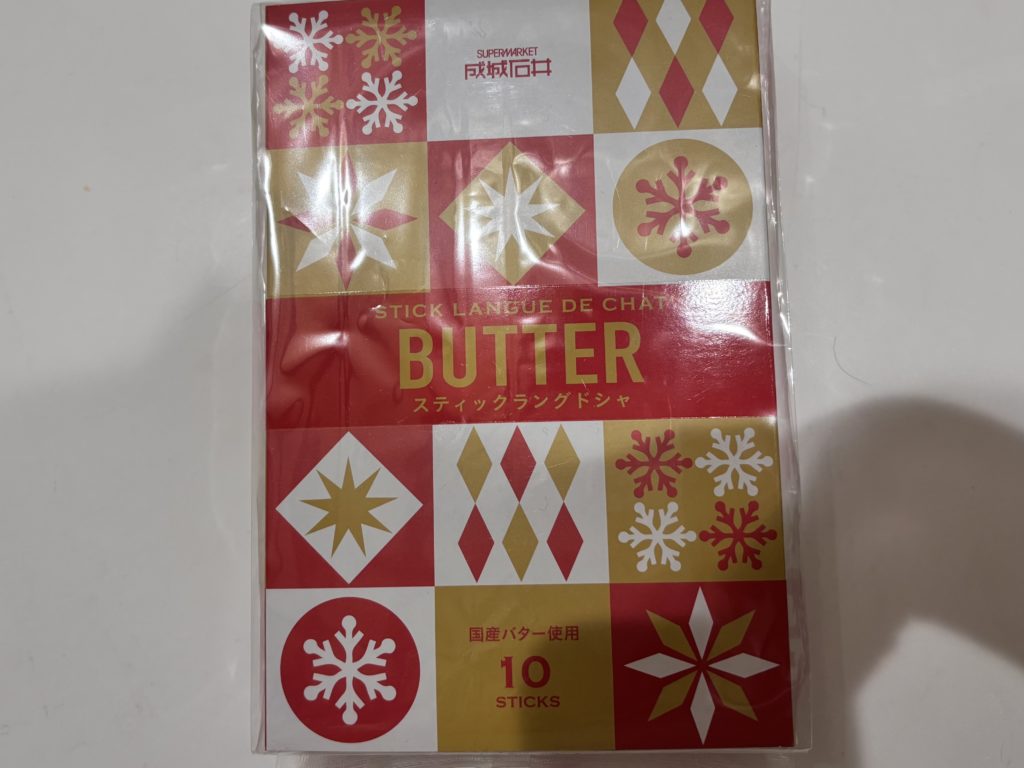 SUPERMARKET
成城石井
STICK LANGUE DE CHAT
BUTTER
スティックラングドシャ
国産バター使用
10
STICKS